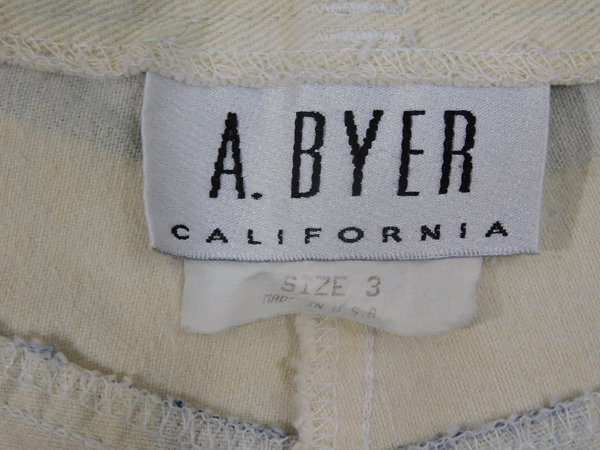 A. BYER
CALIFORNIA
SIZE 3
MADE IN U.S.A.